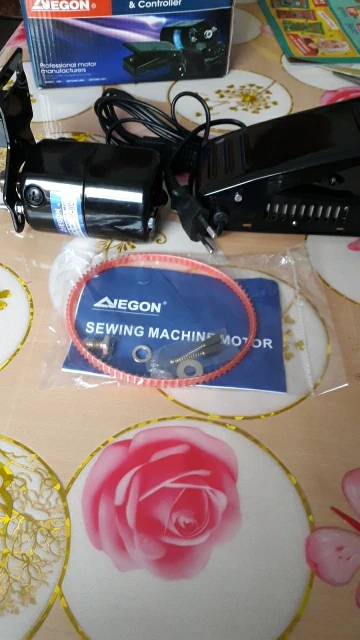 AEGON®
& Controller
Professional motor
manufacturers
AEGON®
SEWING MACHINE MOTOR